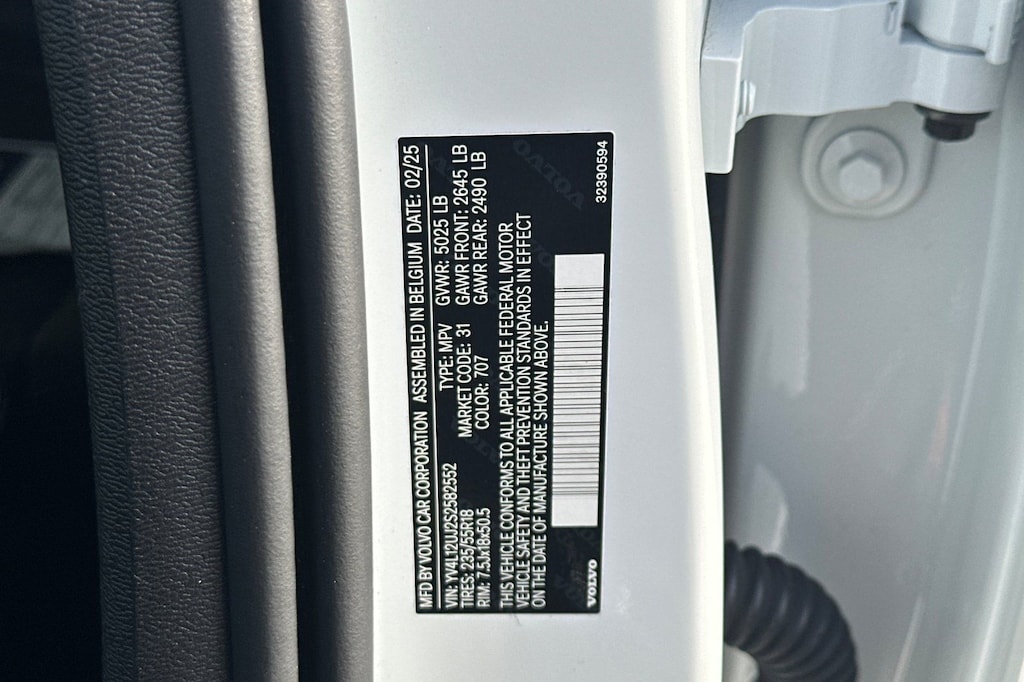 MFD BY VOLVO CAR CORPORATION ASSEMBLED IN BELGIUM DATE: 02/25
VIN: YV4L12UJ2S2582552 TYPE: MPV GVWR: 5025 LB
TIRES: 235/55R18 MARKET CODE: 31 GAWR FRONT: 2645 LB
RIM: 7.5Jx18x50.5 COLOR: 707 GAWR REAR: 2490 LB
THIS VEHICLE CONFORMS TO ALL APPLICABLE FEDERAL MOTOR
VEHICLE SAFETY AND THEFT PREVENTION STANDARDS IN EFFECT
ON THE DATE OF MANUFACTURE SHOWN ABOVE.
VOLVO 32390594